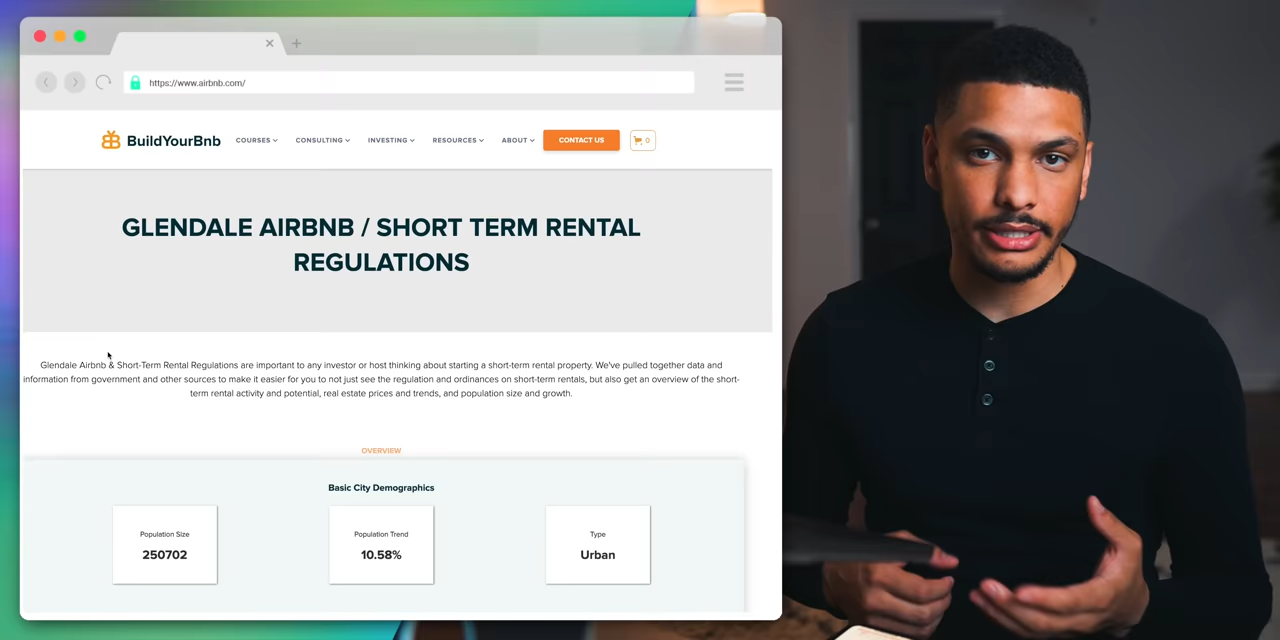 https://www.airbnb.com/
BuildYourBnb COURSES CONSULTING INVESTING RESOURCES ABOUT CONTACT US 0
GLENDALE AIRBNB / SHORT TERM RENTAL
REGULATIONS
Glendale Airbnb & Short-Term Rental Regulations are important to any investor or host thinking about starting a short-term rental property. We've pulled together data and
information from government and other sources to make it easier for you to not just see the regulation and ordinances on short-term rentals, but also get an overview of the short-
term rental activity and potential, real estate prices and trends, and population size and growth.
OVERVIEW
Basic City Demographics
Population Size Population Trend Type
250702 10.58% Urban